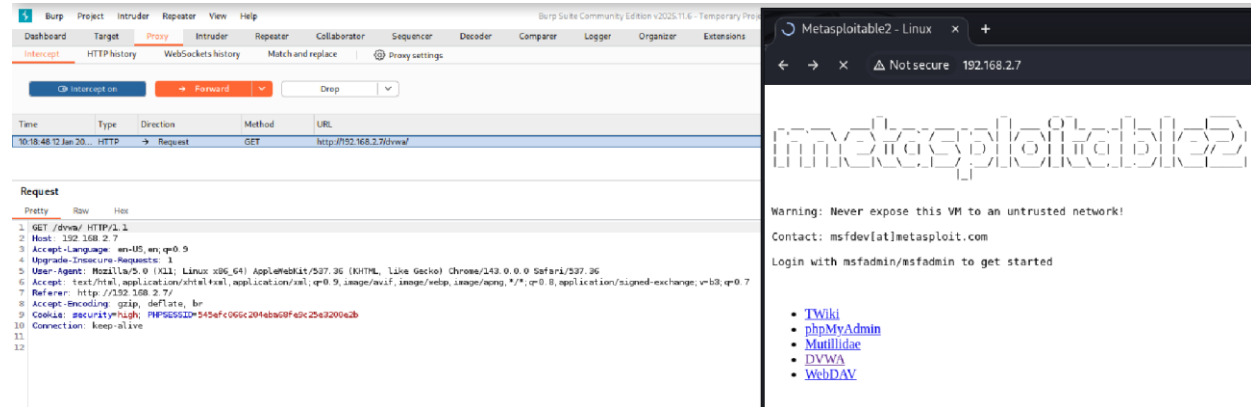 Burp Project Intruder Repeater View Help
Burp Suite Community Edition v2025.11.6 - Temporary Proj
Dashboard Target Proxy Intruder Repeater Collaborator Sequencer Decoder Comparer Logger Organizer Extensions
Intercept HTTP history WebSockets history Match and replace Proxy settings
Intercept on → Forward Drop
Time Type Direction Method URL
10:18:48 12 Jan 20... HTTP → Request GET http://192.168.2.7/dvwa/
Request
Pretty Raw Hex
1 GET /dvwa/ HTTP/1.1
2 Host: 192.168.2.7
3 Accept-Language: en-US,en;q=0.9
4 Upgrade-Insecure-Requests: 1
5 User-Agent: Mozilla/5.0 (X11; Linux x86_64) AppleWebKit/537.36 (KHTML, like Gecko) Chrome/143.0.0.0 Safari/537.36
6 Accept: text/html,application/xhtml+xml,application/xml;q=0.9,image/avif,image/webp,image/apng,*/*;q=0.8,application/signed-exchange;v=b3;q=0.7
7 Referer: http://192.168.2.7/
8 Accept-Encoding: gzip, deflate, br
9 Cookie: security=high;
10 Connection: keep-alive
11
12
Metasploitable2 - Linux × +
← → × Not secure 192.168.2.7
metasploitable2
Warning: Never expose this VM to an untrusted network!
Contact: msfdev[at]metasploit.com
Login with msfadmin/msfadmin to get started
• TWiki
• phpMyAdmin
• Mutillidae
• DVWA
• WebDAV